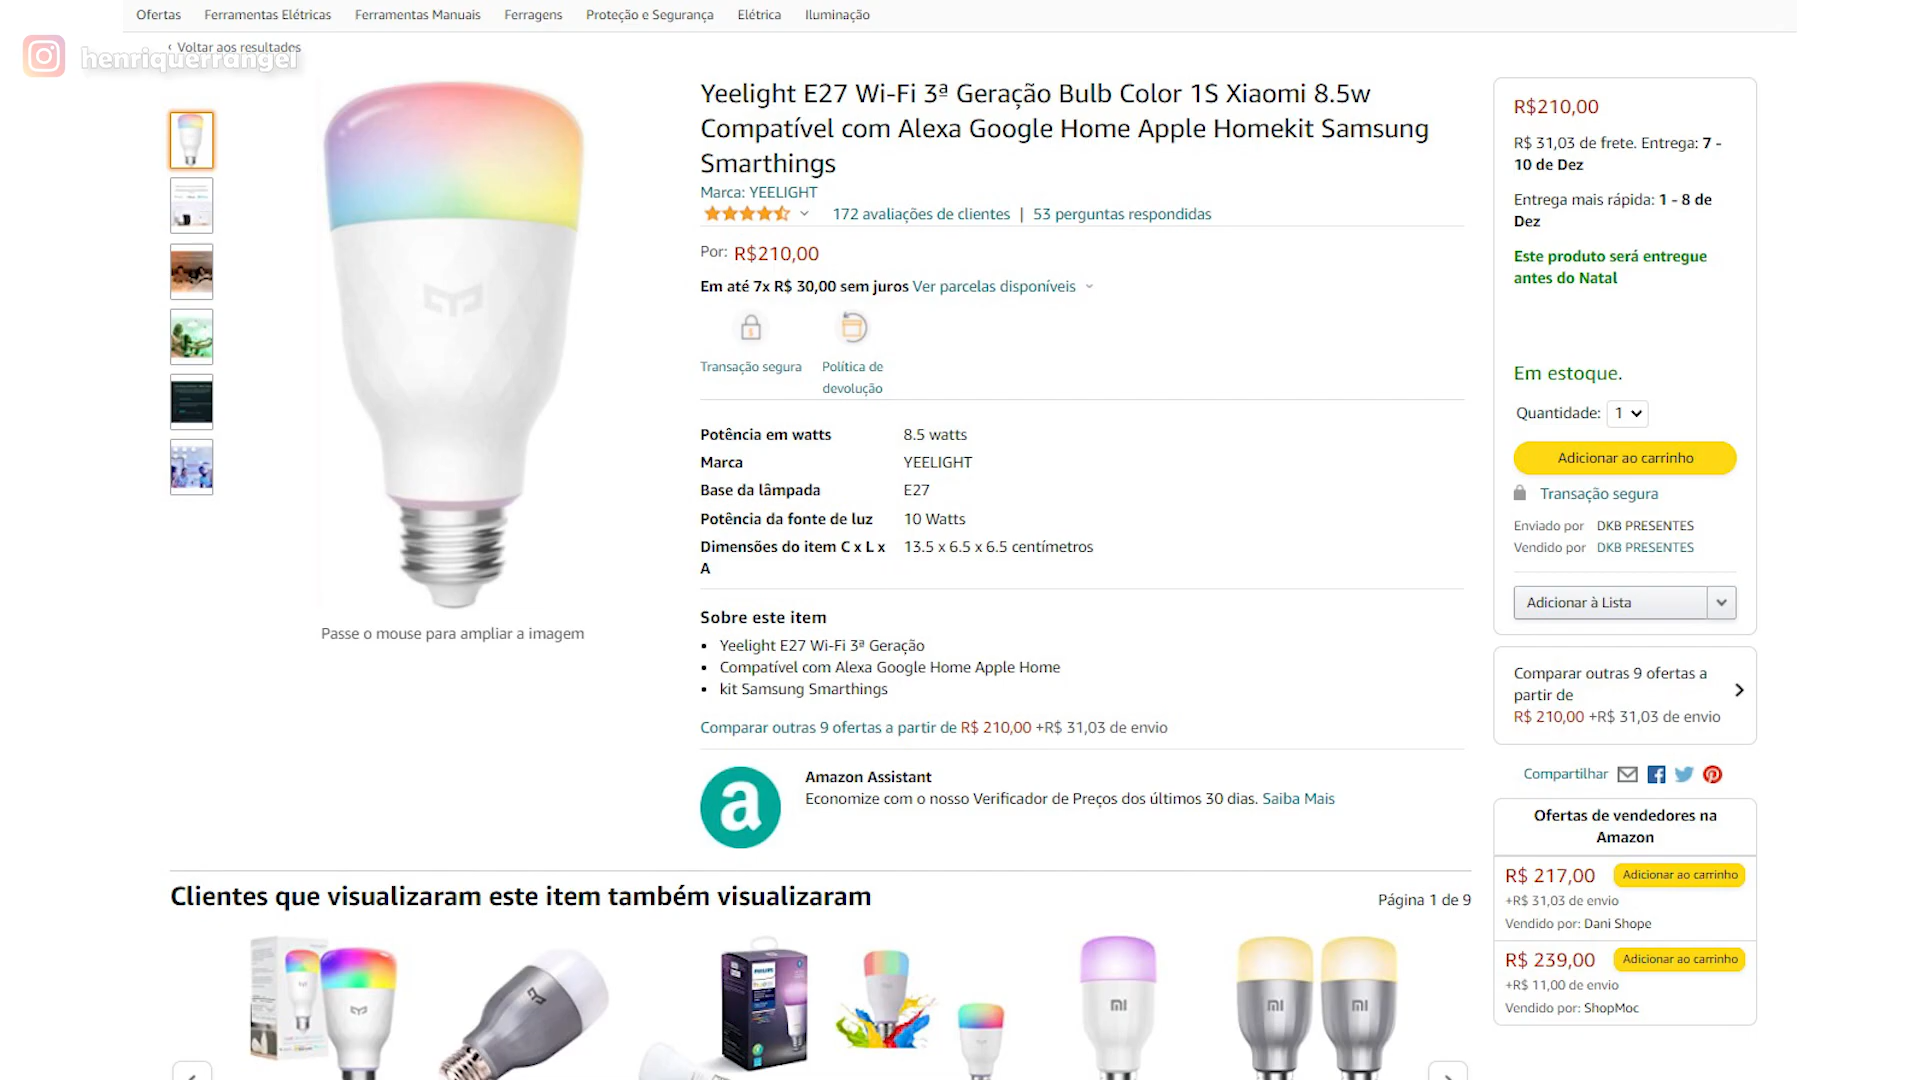 Ofertas Ferramentas Elétricas Ferramentas Manuais Ferragens Proteção e Segurança Elétrica Iluminação
‹ Voltar aos resultados
henriquerrangel
Yeelight E27 Wi-Fi 3ª Geração Bulb Color 1S Xiaomi 8.5w
Compatível com Alexa Google Home Apple Homekit Samsung
Smarthings
Marca: YEELIGHT
172 avaliações de clientes | 53 perguntas respondidas
Por: R$210,00
Em até 7x R$ 30,00 sem juros Ver parcelas disponíveis
Transação segura
Política de
devolução
Potência em watts 8.5 watts
Marca YEELIGHT
Base da lâmpada E27
Potência da fonte de luz 10 Watts
Dimensões do item C x L x 13.5 x 6.5 x 6.5 centímetros
A
Sobre este item
• Yeelight E27 Wi-Fi 3ª Geração
• Compatível com Alexa Google Home Apple Home
• kit Samsung Smarthings
Comparar outras 9 ofertas a partir de R$ 210,00 +R$ 31,03 de envio
a
Amazon Assistant
Economize com o nosso Verificador de Preços dos últimos 30 dias. Saiba Mais
Passe o mouse para ampliar a imagem
R$210,00
R$ 31,03 de frete. Entrega: 7 -
10 de Dez
Entrega mais rápida: 1 - 8 de
Dez
Este produto será entregue
antes do Natal
Em estoque.
Quantidade: 1
Adicionar ao carrinho
Transação segura
Enviado por DKB PRESENTES
Vendido por DKB PRESENTES
Adicionar à Lista
Comparar outras 9 ofertas a
partir de
R$ 210,00 +R$ 31,03 de envio
Compartilhar
Ofertas de vendedores na
Amazon
R$ 217,00 Adicionar ao carrinho
+R$ 31,03 de envio
Vendido por: Dani Shope
R$ 239,00 Adicionar ao carrinho
+R$ 11,00 de envio
Vendido por: ShopMoc
Clientes que visualizaram este item também visualizaram
Página 1 de 9
PHILIPS
MI
MI
MI